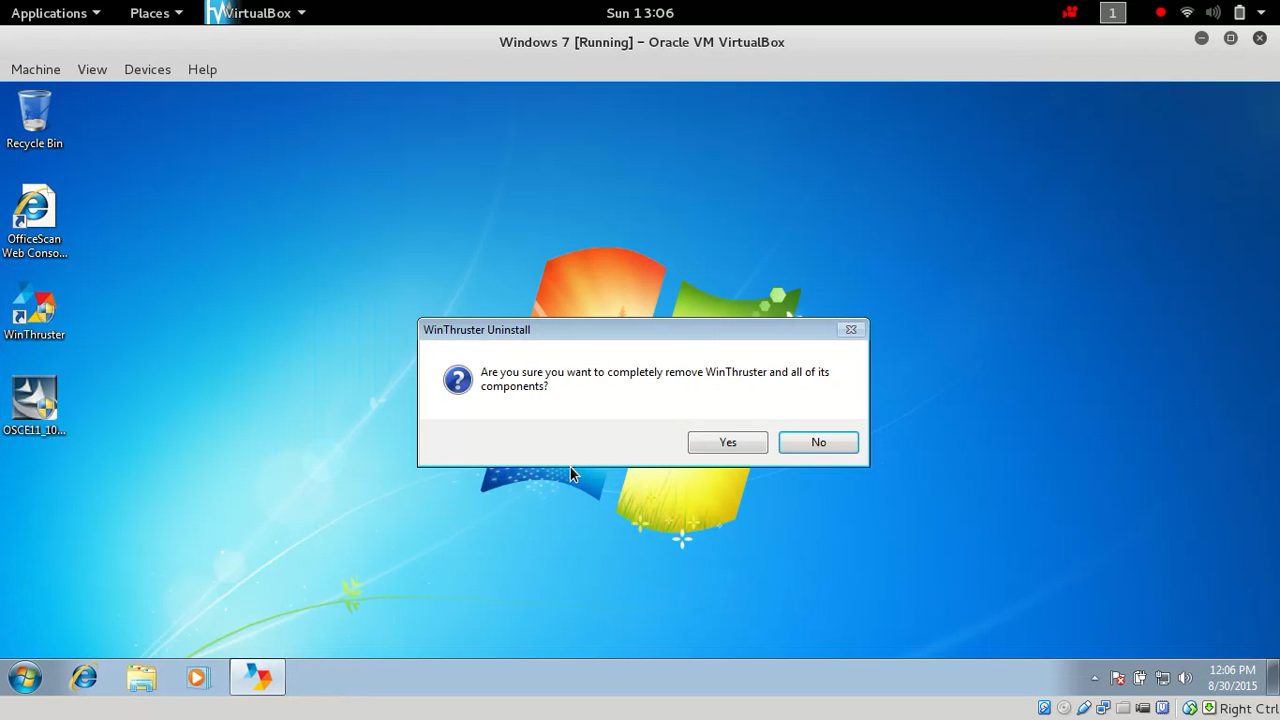 Applications Places VirtualBox Sun 13:06 1
Windows 7 [Running] – Oracle VM VirtualBox
Machine View Devices Help
Recycle Bin
OfficeScan
Web Conso...
WinThruster
OSCE11_10...
WinThruster Uninstall
Are you sure you want to completely remove WinThruster and all of its
components?
Yes No
12:06 PM
8/30/2015
Right Ctrl